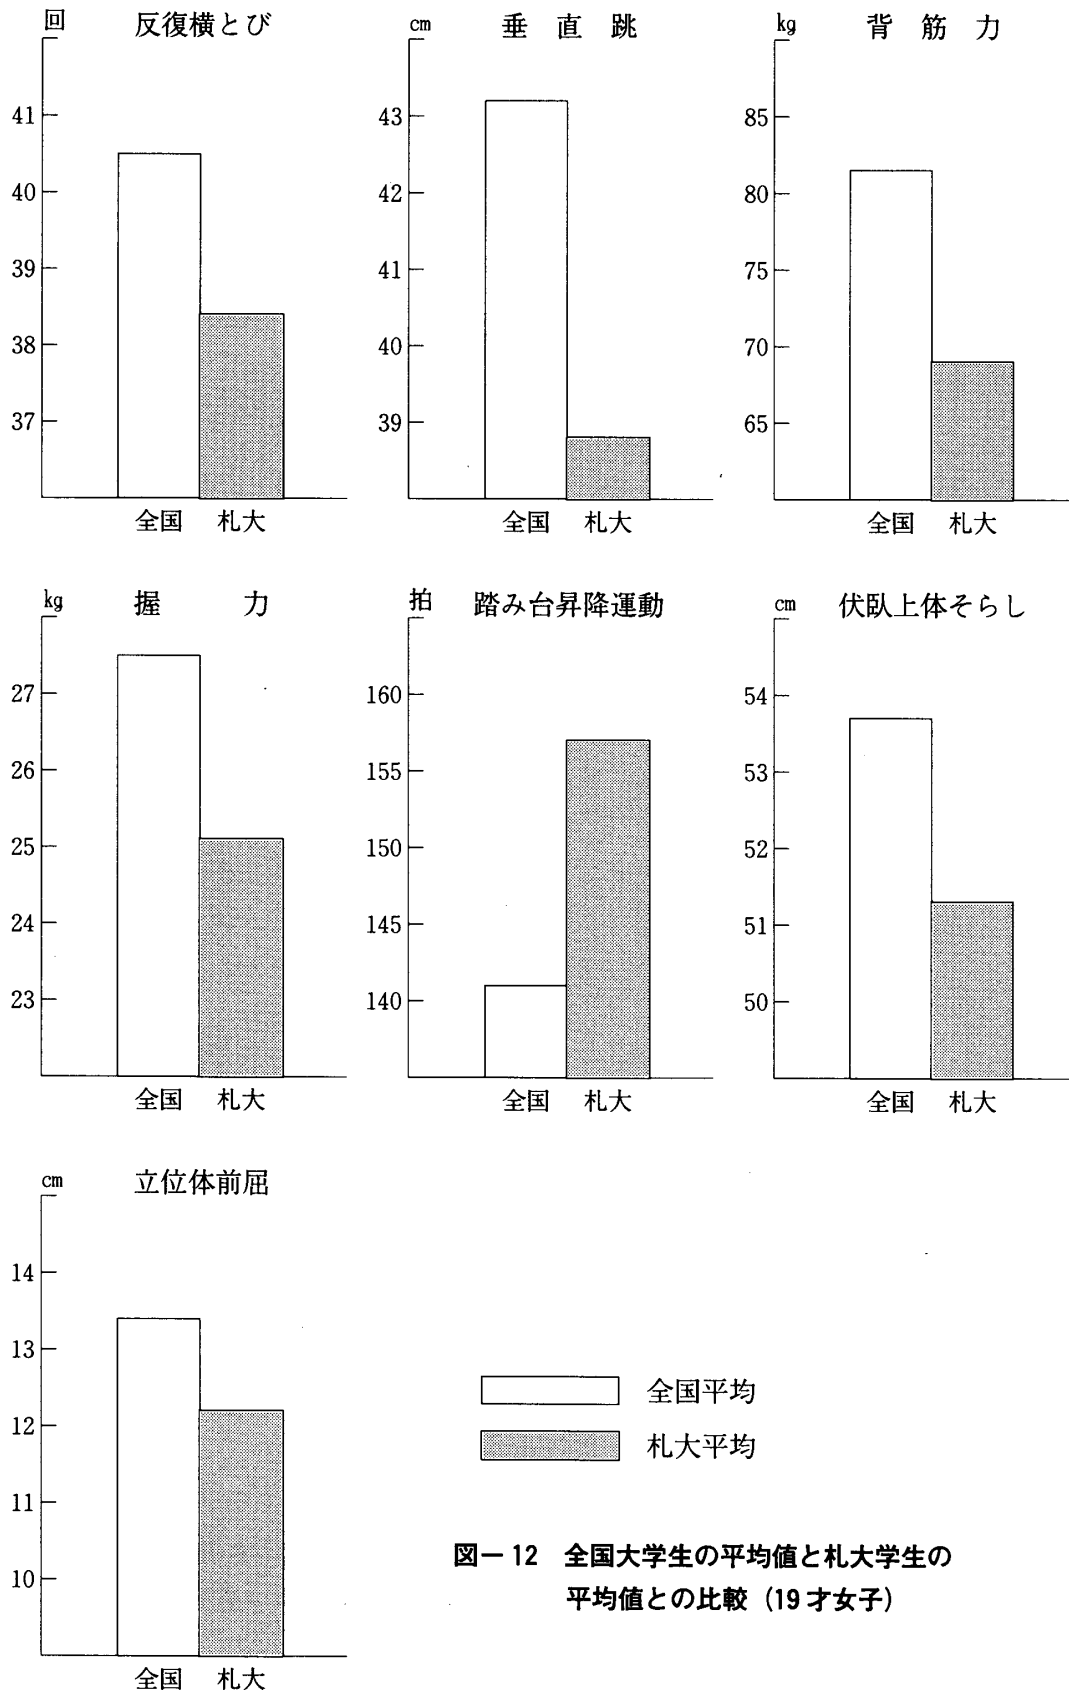 回 反復横とび
41
40
39
38
37
全国 札大
cm 垂直跳
43
42
41
40
39
全国 札大
kg 背筋力
85
80
75
70
65
全国 札大
kg 握力
27
26
25
24
23
全国 札大
拍 踏み台昇降運動
160
155
150
145
140
全国 札大
cm 伏臥上体そらし
54
53
52
51
50
全国 札大
cm 立位体前屈
14
13
12
11
10
全国 札大
全国平均
札大平均
図－12 全国大学生の平均値と札大学生の
平均値との比較（19才女子）